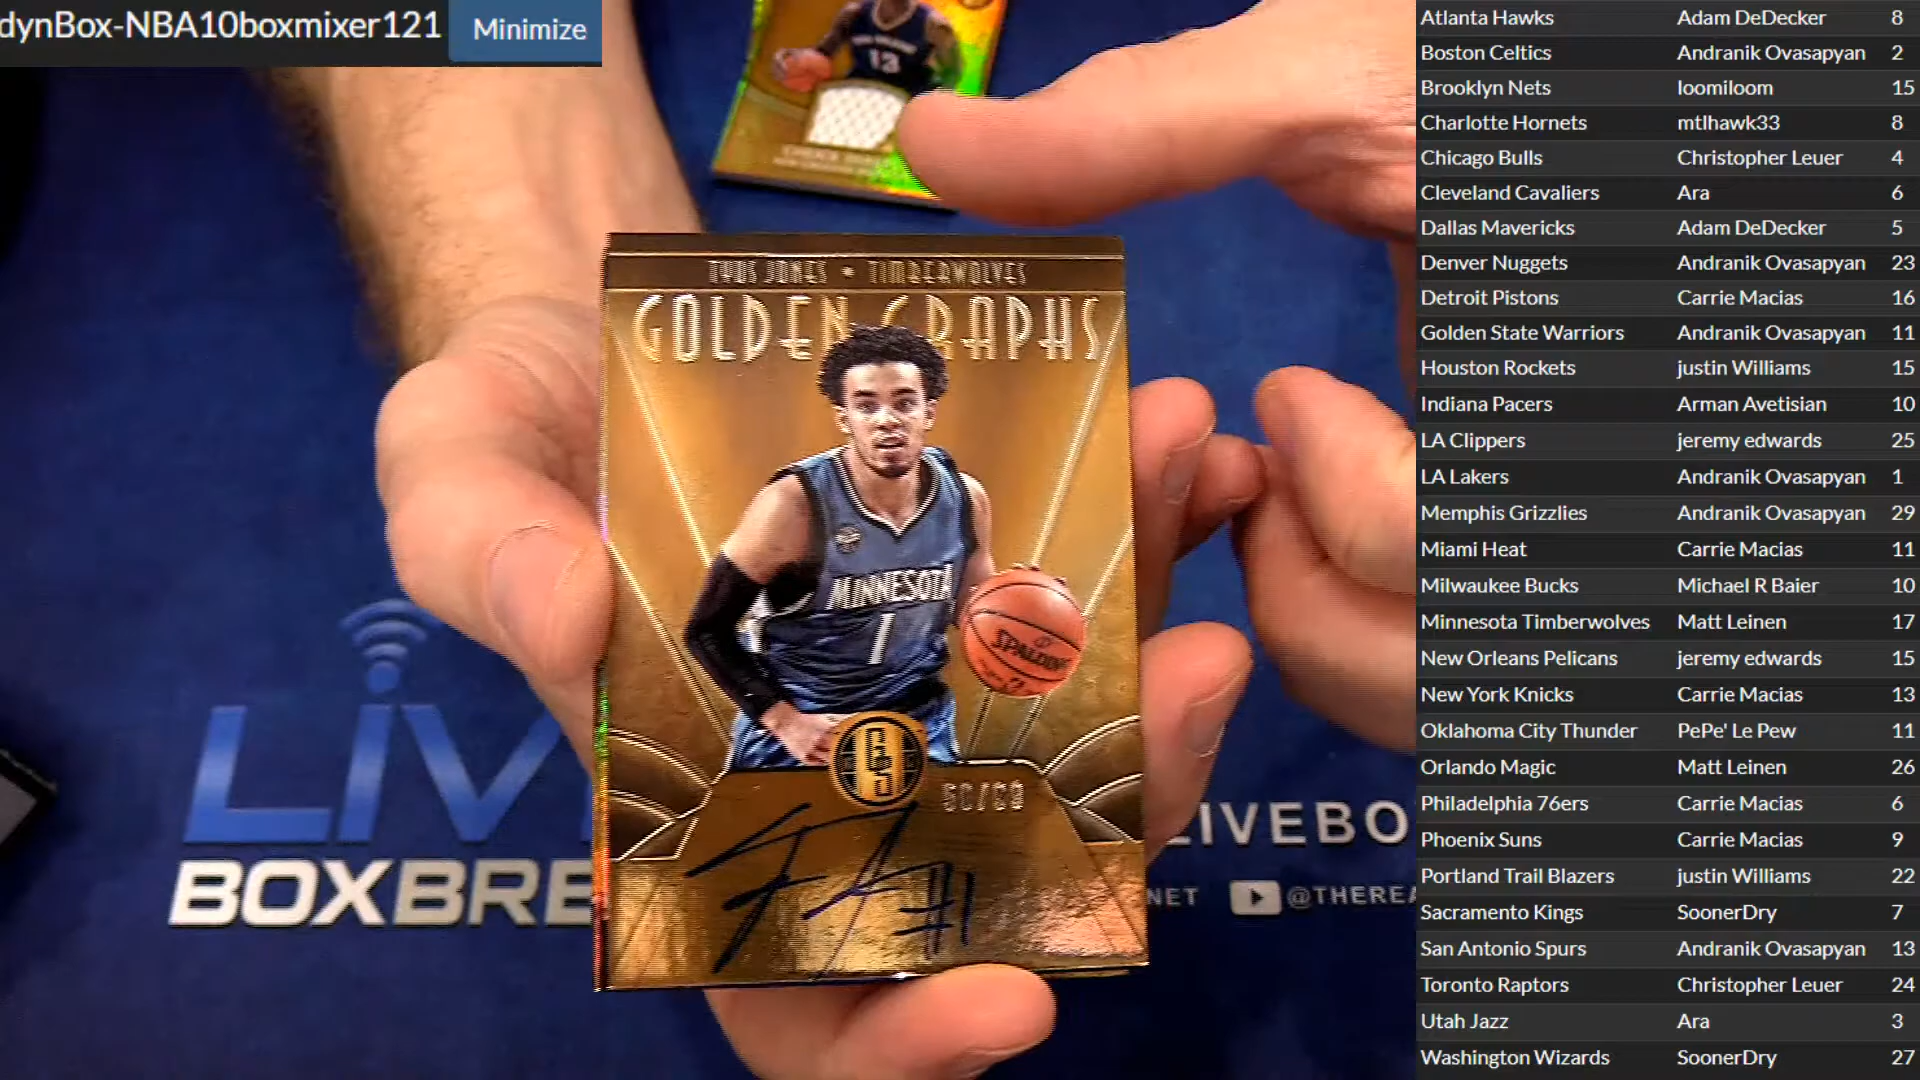 dynBox-NBA10boxmixer121 Minimize
13
TYUS JONES • TIMBERWOLVES
GOLDEN GRAPHS
MINNESOTA
1
SPALDING
GS
LIV
BOXBRE
LIVEBO
NET @THEREA
Atlanta Hawks Adam DeDecker 8
Boston Celtics Andranik Ovasapyan 2
Brooklyn Nets loomiloom 15
Charlotte Hornets mtlhawk33 8
Chicago Bulls Christopher Leuer 4
Cleveland Cavaliers Ara 6
Dallas Mavericks Adam DeDecker 5
Denver Nuggets Andranik Ovasapyan 23
Detroit Pistons Carrie Macias 16
Golden State Warriors Andranik Ovasapyan 11
Houston Rockets justin Williams 15
Indiana Pacers Arman Avetisian 10
LA Clippers jeremy edwards 25
LA Lakers Andranik Ovasapyan 1
Memphis Grizzlies Andranik Ovasapyan 29
Miami Heat Carrie Macias 11
Milwaukee Bucks Michael R Baier 10
Minnesota Timberwolves Matt Leinen 17
New Orleans Pelicans jeremy edwards 15
New York Knicks Carrie Macias 13
Oklahoma City Thunder PePe' Le Pew 11
Orlando Magic Matt Leinen 26
Philadelphia 76ers Carrie Macias 6
Phoenix Suns Carrie Macias 9
Portland Trail Blazers justin Williams 22
Sacramento Kings SoonerDry 7
San Antonio Spurs Andranik Ovasapyan 13
Toronto Raptors Christopher Leuer 24
Utah Jazz Ara 3
Washington Wizards SoonerDry 27